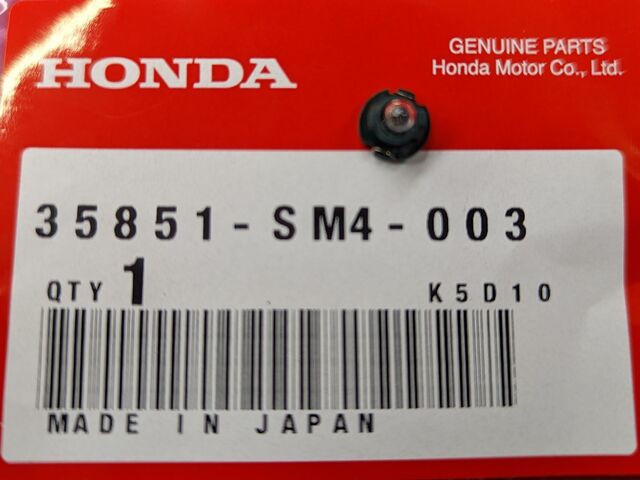 HONDA
GENUINE PARTS
Honda Motor Co., Ltd.
35851-SM4-003
QTY 1 K5D10
MADE IN JAPAN